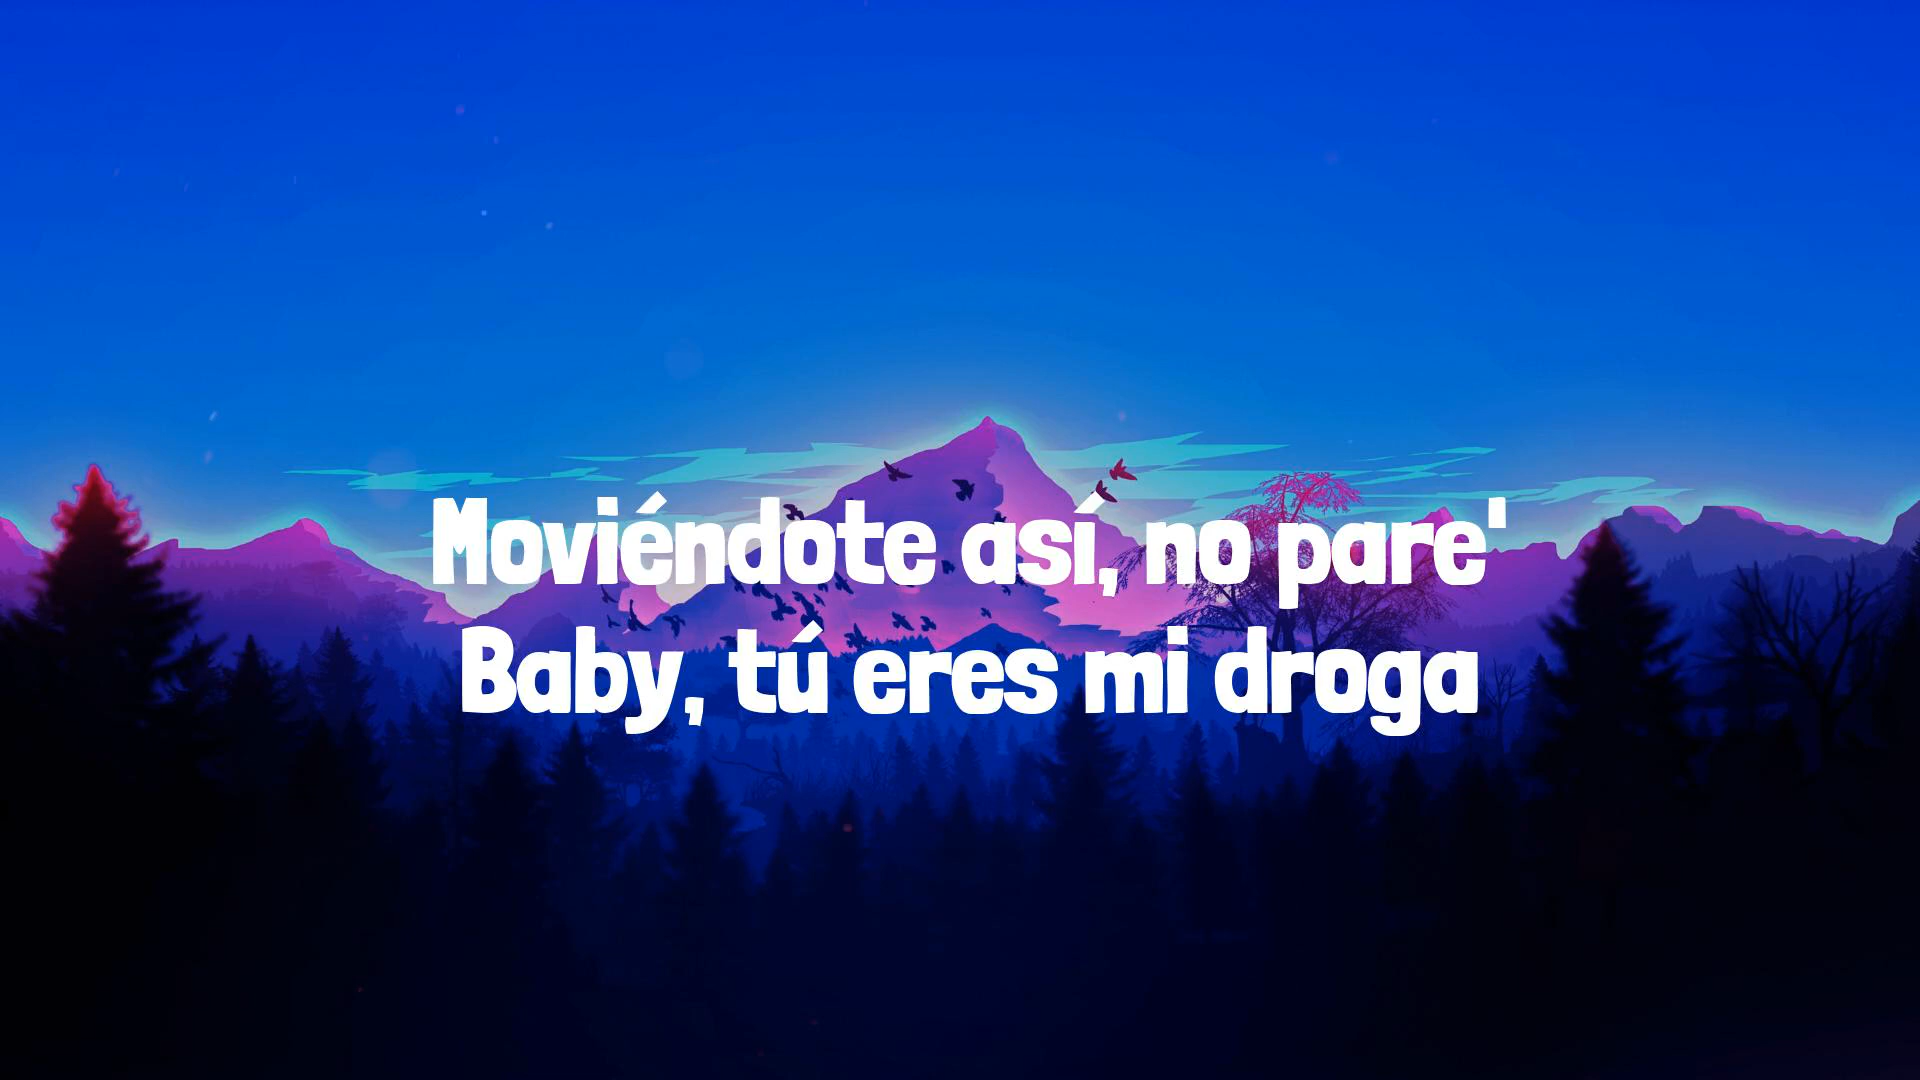 Moviéndote así, no pare'
Baby, tú eres mi droga